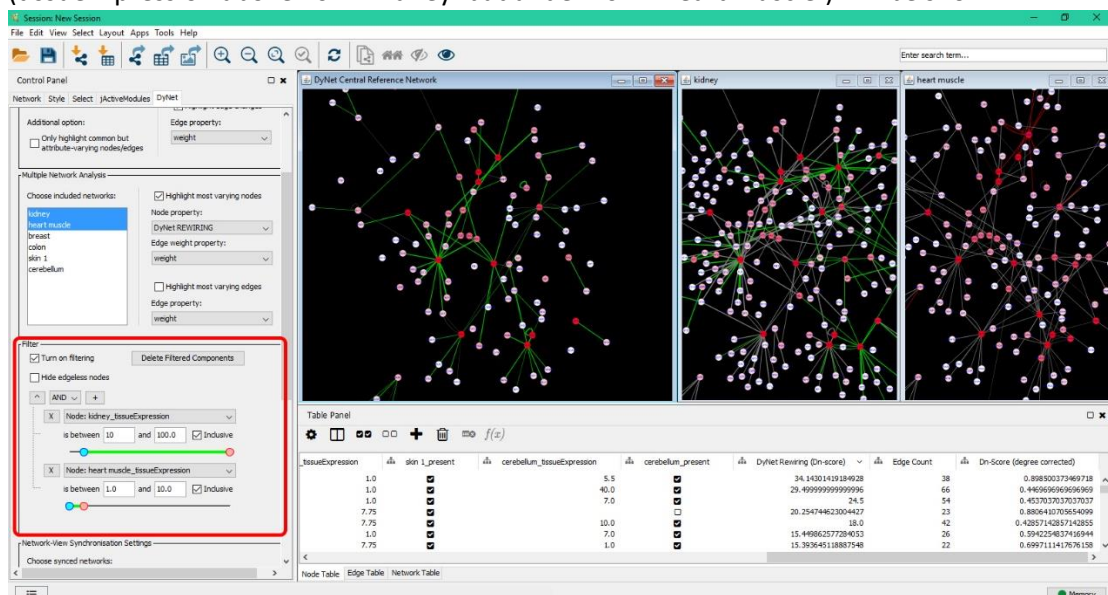 Session: New Session
File Edit View Select Layout Apps Tools Help
Enter search term...
Control Panel
Network Style Select jActiveModules DyNet
Additional option:
Edge property:
Only highlight common but
attribute-varying nodes/edges
weight
Multiple Network Analysis
Choose included networks:
Highlight most varying nodes
kidney
heart muscle
breast
colon
skin 1
cerebellum
Node property:
DyNet REWIRING
Edge weight property:
weight
Highlight most varying edges
Edge property:
weight
Filter
Turn on filtering
Delete Filtered Components
Hide edgeless nodes
^ AND +
X Node: kidney_tissueExpression
is between 10 and 100.0 Inclusive
X Node: heart muscle_tissueExpression
is between 1.0 and 10.0 Inclusive
Network-View Synchronisation Settings
Choose synced networks:
DyNet Central Reference Network
kidney
heart muscle
Table Panel
f(x)
_tissueExpression skin 1_present cerebellum_tissueExpression cerebellum_present DyNet Rewiring (Dn-score) Edge Count Dn-Score (degree corrected)
1.0 5.5 34.14301419184928 38 0.898500373469718
1.0 40.0 29.499999999999996 66 0.4469696969696969
1.0 7.0 24.5 54 0.4537037037037037
7.75 20.254744623004427 23 0.8806410705654099
7.75 10.0 18.0 42 0.42857142857142855
1.0 7.0 15.449862577284053 26 0.5942254837416944
7.75 1.0 15.393645118887548 22 0.6997111417676158
Node Table Edge Table Network Table
Memory